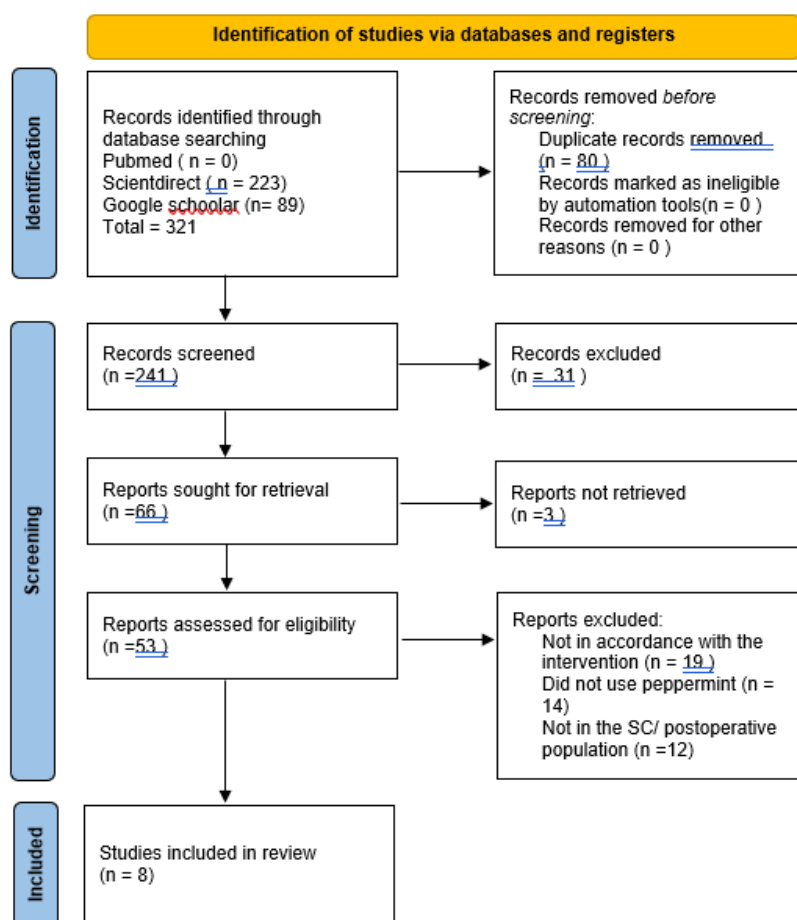 Identification of studies via databases and registers
Identification
Records identified through
database searching
Pubmed ( n = 0)
Scientdirect ( n = 223)
Google schoolar (n= 89)
Total = 321
Records removed before
screening:
Duplicate records removed
(n = 80 )
Records marked as ineligible
by automation tools(n = 0 )
Records removed for other
reasons (n = 0 )
Screening
Records screened
(n =241 )
Records excluded
(n = 31 )
Reports sought for retrieval
(n =66 )
Reports not retrieved
(n =3 )
Reports assessed for eligibility
(n =53 )
Reports excluded:
Not in accordance with the
intervention (n = 19 )
Did not use peppermint (n =
14)
Not in the SC/ postoperative
population (n =12)
Included
Studies included in review
(n = 8)